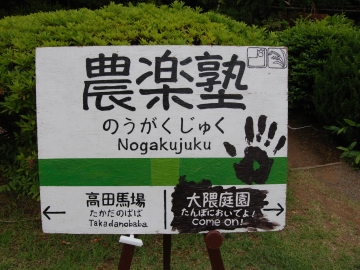 農楽塾
のうがくじゅく
Nogakujuku
高田馬場
たかだのばば
Takadanobaba
大隈庭園
たんぼにおいでよ!
come on!